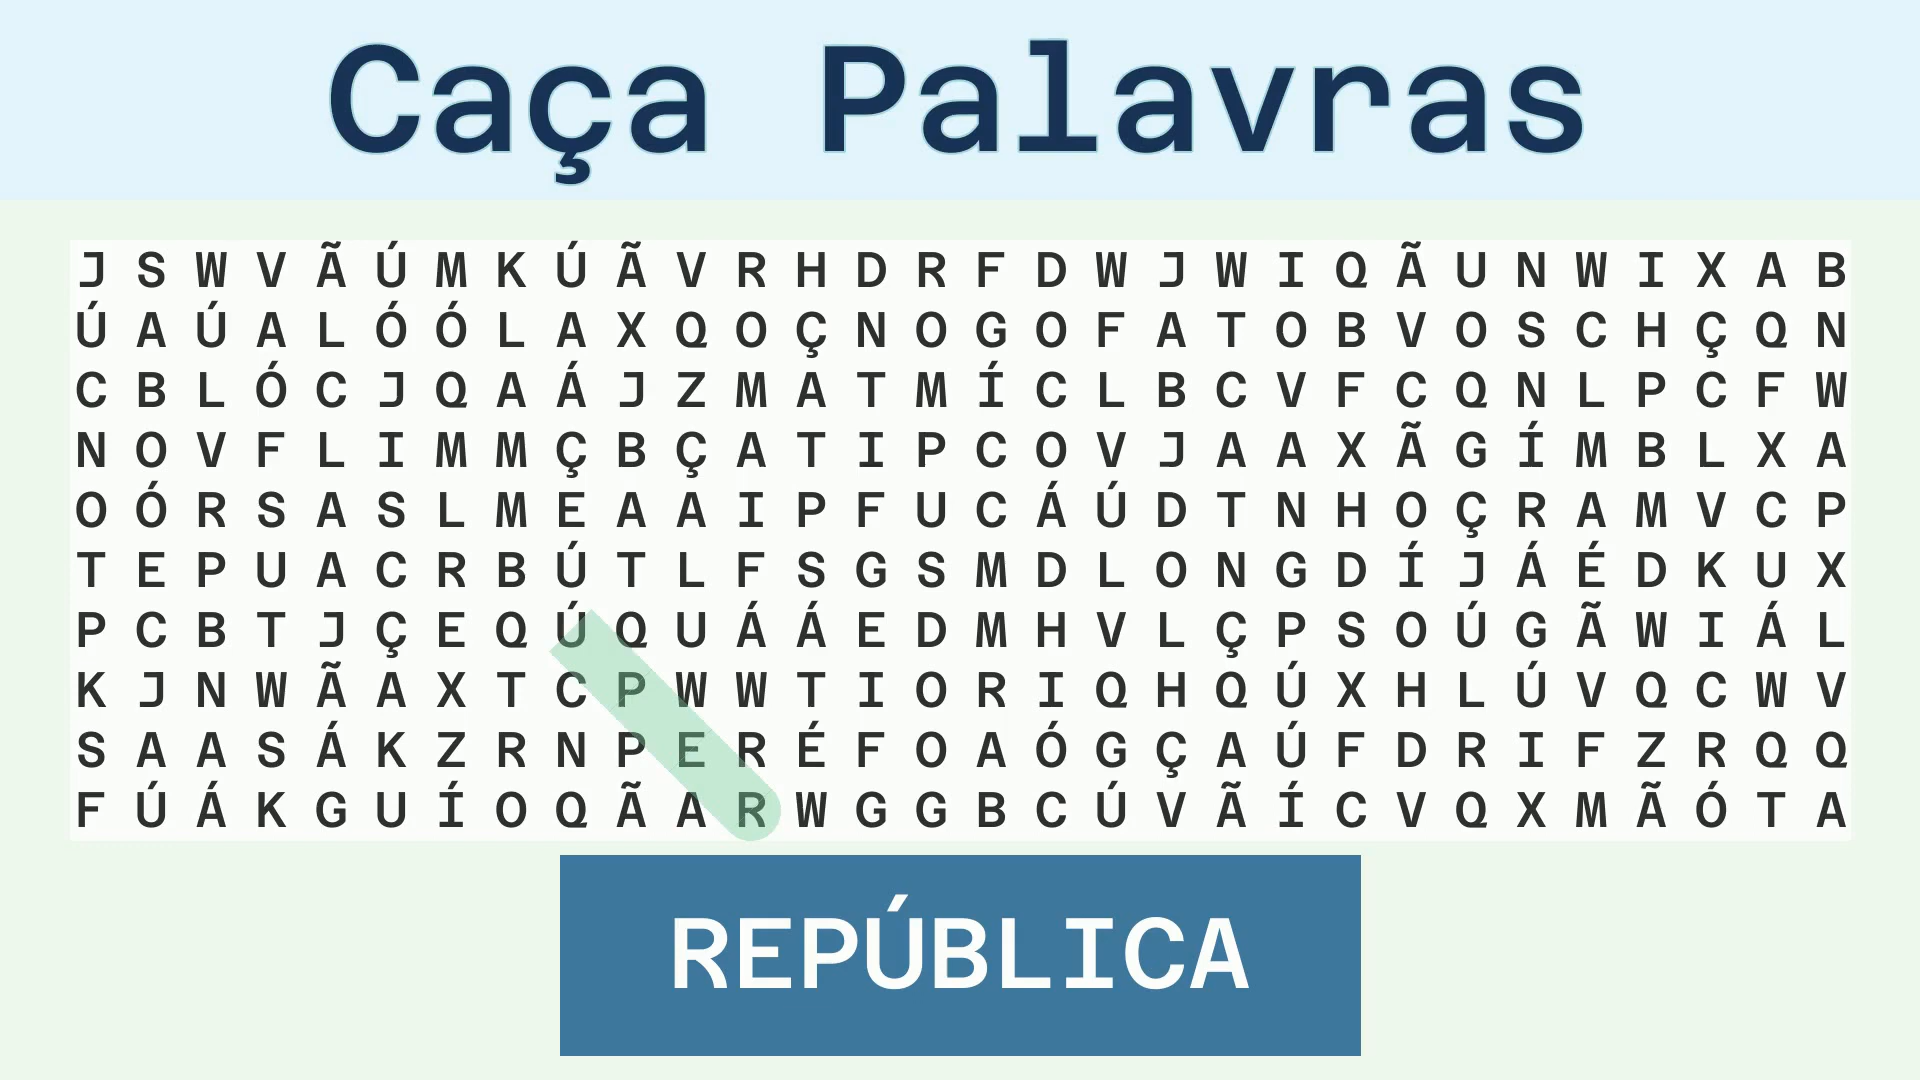 Caça Palavras
J S W V Ã Ú M K Ú Ã V R H D R F D W J W I Q Ã U N W I X A B
Ú A Ú A L Ó Ó L A X Q O Ç N O G O F A T O B V O S C H Ç Q N
C B L Ó C J Q A Á J Z M A T M Í C L B C V F C Q N L P C F W
N O V F L I M M Ç B Ç A T I P C O V J A A X Ã G Í M B L X A
O Ó R S A S L M E A A I P F U C Á Ú D T N H O Ç R A M V C P
T E P U A C R B Ú T L F S G S M D L O N G D Í J Á É D K U X
P C B T J Ç E Q Ú Q U Á Á E D M H V L Ç P S O Ú G Ã W I Á L
K J N W Ã A X T C P W W T I O R I Q H Q Ú X H L Ú V Q C W V
S A A S Á K Z R N P E R É F O A Ó G Ç A Ú F D R I F Z R Q Q
F Ú Á K G U Í O Q Ã A R W G G B C Ú V Ã Í C V Q X M Ã Ó T A
REPÚBLICA